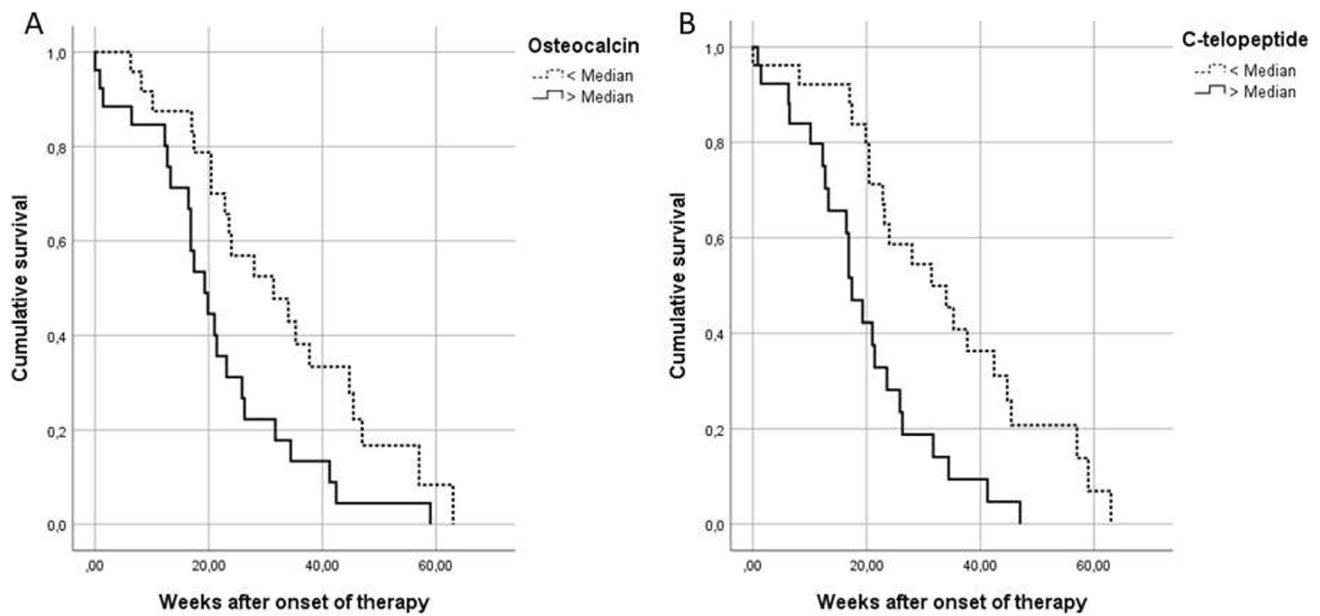 A
Osteocalcin
< Median
> Median
1,0
0,8
0,6
0,4
0,2
0,0
Cumulative survival
,00 20,00 40,00 60,00
Weeks after onset of therapy
B
C-telopeptide
< Median
> Median
1,0
0,8
0,6
0,4
0,2
0,0
Cumulative survival
,00 20,00 40,00 60,00
Weeks after onset of therapy